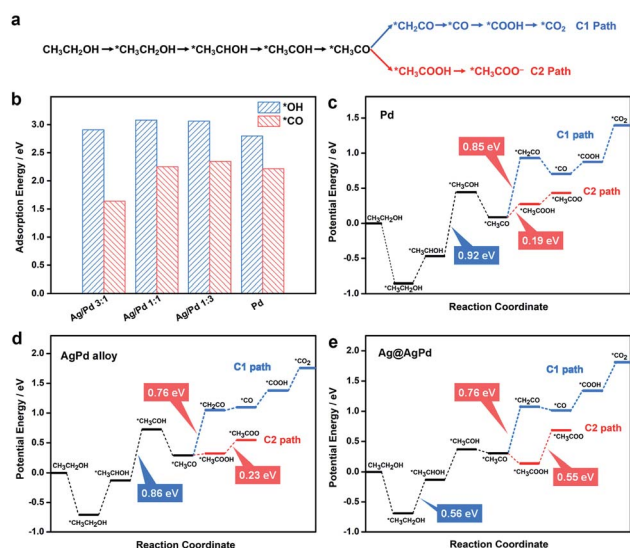 a
CH₃CH₂OH→*CH₃CH₂OH→*CH₃CHOH→*CH₃COH→*CH₃CO
*CH₂CO→*CO→*COOH→*CO₂ C1 Path
*CH₃COOH→*CH₃COO⁻ C2 Path
b
Adsorption Energy / eV
3.0
2.5
2.0
1.5
1.0
0.5
0.0
*OH
*CO
Ag/Pd 3:1
Ag/Pd 1:1
Ag/Pd 1:3
Pd
c
Pd
Potential Energy / eV
1.5
1.0
0.5
0.0
-0.5
-1.0
CH₃CH₂OH
*CH₃CH₂OH
*CH₃CHOH
*CH₃COH
*CH₃CO
*CH₂CO
*CO
*COOH
*CO₂
*CH₃COOH
*CH₃COO
C1 path
C2 path
0.85 eV
0.92 eV
0.19 eV
Reaction Coordinate
d
AgPd alloy
Potential Energy / eV
2.0
1.5
1.0
0.5
0.0
-0.5
-1.0
CH₃CH₂OH
*CH₃CH₂OH
*CH₃CHOH
*CH₃COH
*CH₃CO
*CH₂CO
*CO
*COOH
*CO₂
*CH₃COOH
*CH₃COO
C1 path
C2 path
0.76 eV
0.86 eV
0.23 eV
Reaction Coordinate
e
Ag@AgPd
Potential Energy / eV
2.0
1.5
1.0
0.5
0.0
-0.5
-1.0
CH₃CH₂OH
*CH₃CH₂OH
*CH₃CHOH
*CH₃COH
*CH₃CO
*CH₂CO
*CO
*COOH
*CO₂
*CH₃COOH
*CH₃COO
C1 path
C2 path
0.76 eV
0.56 eV
0.55 eV
Reaction Coordinate